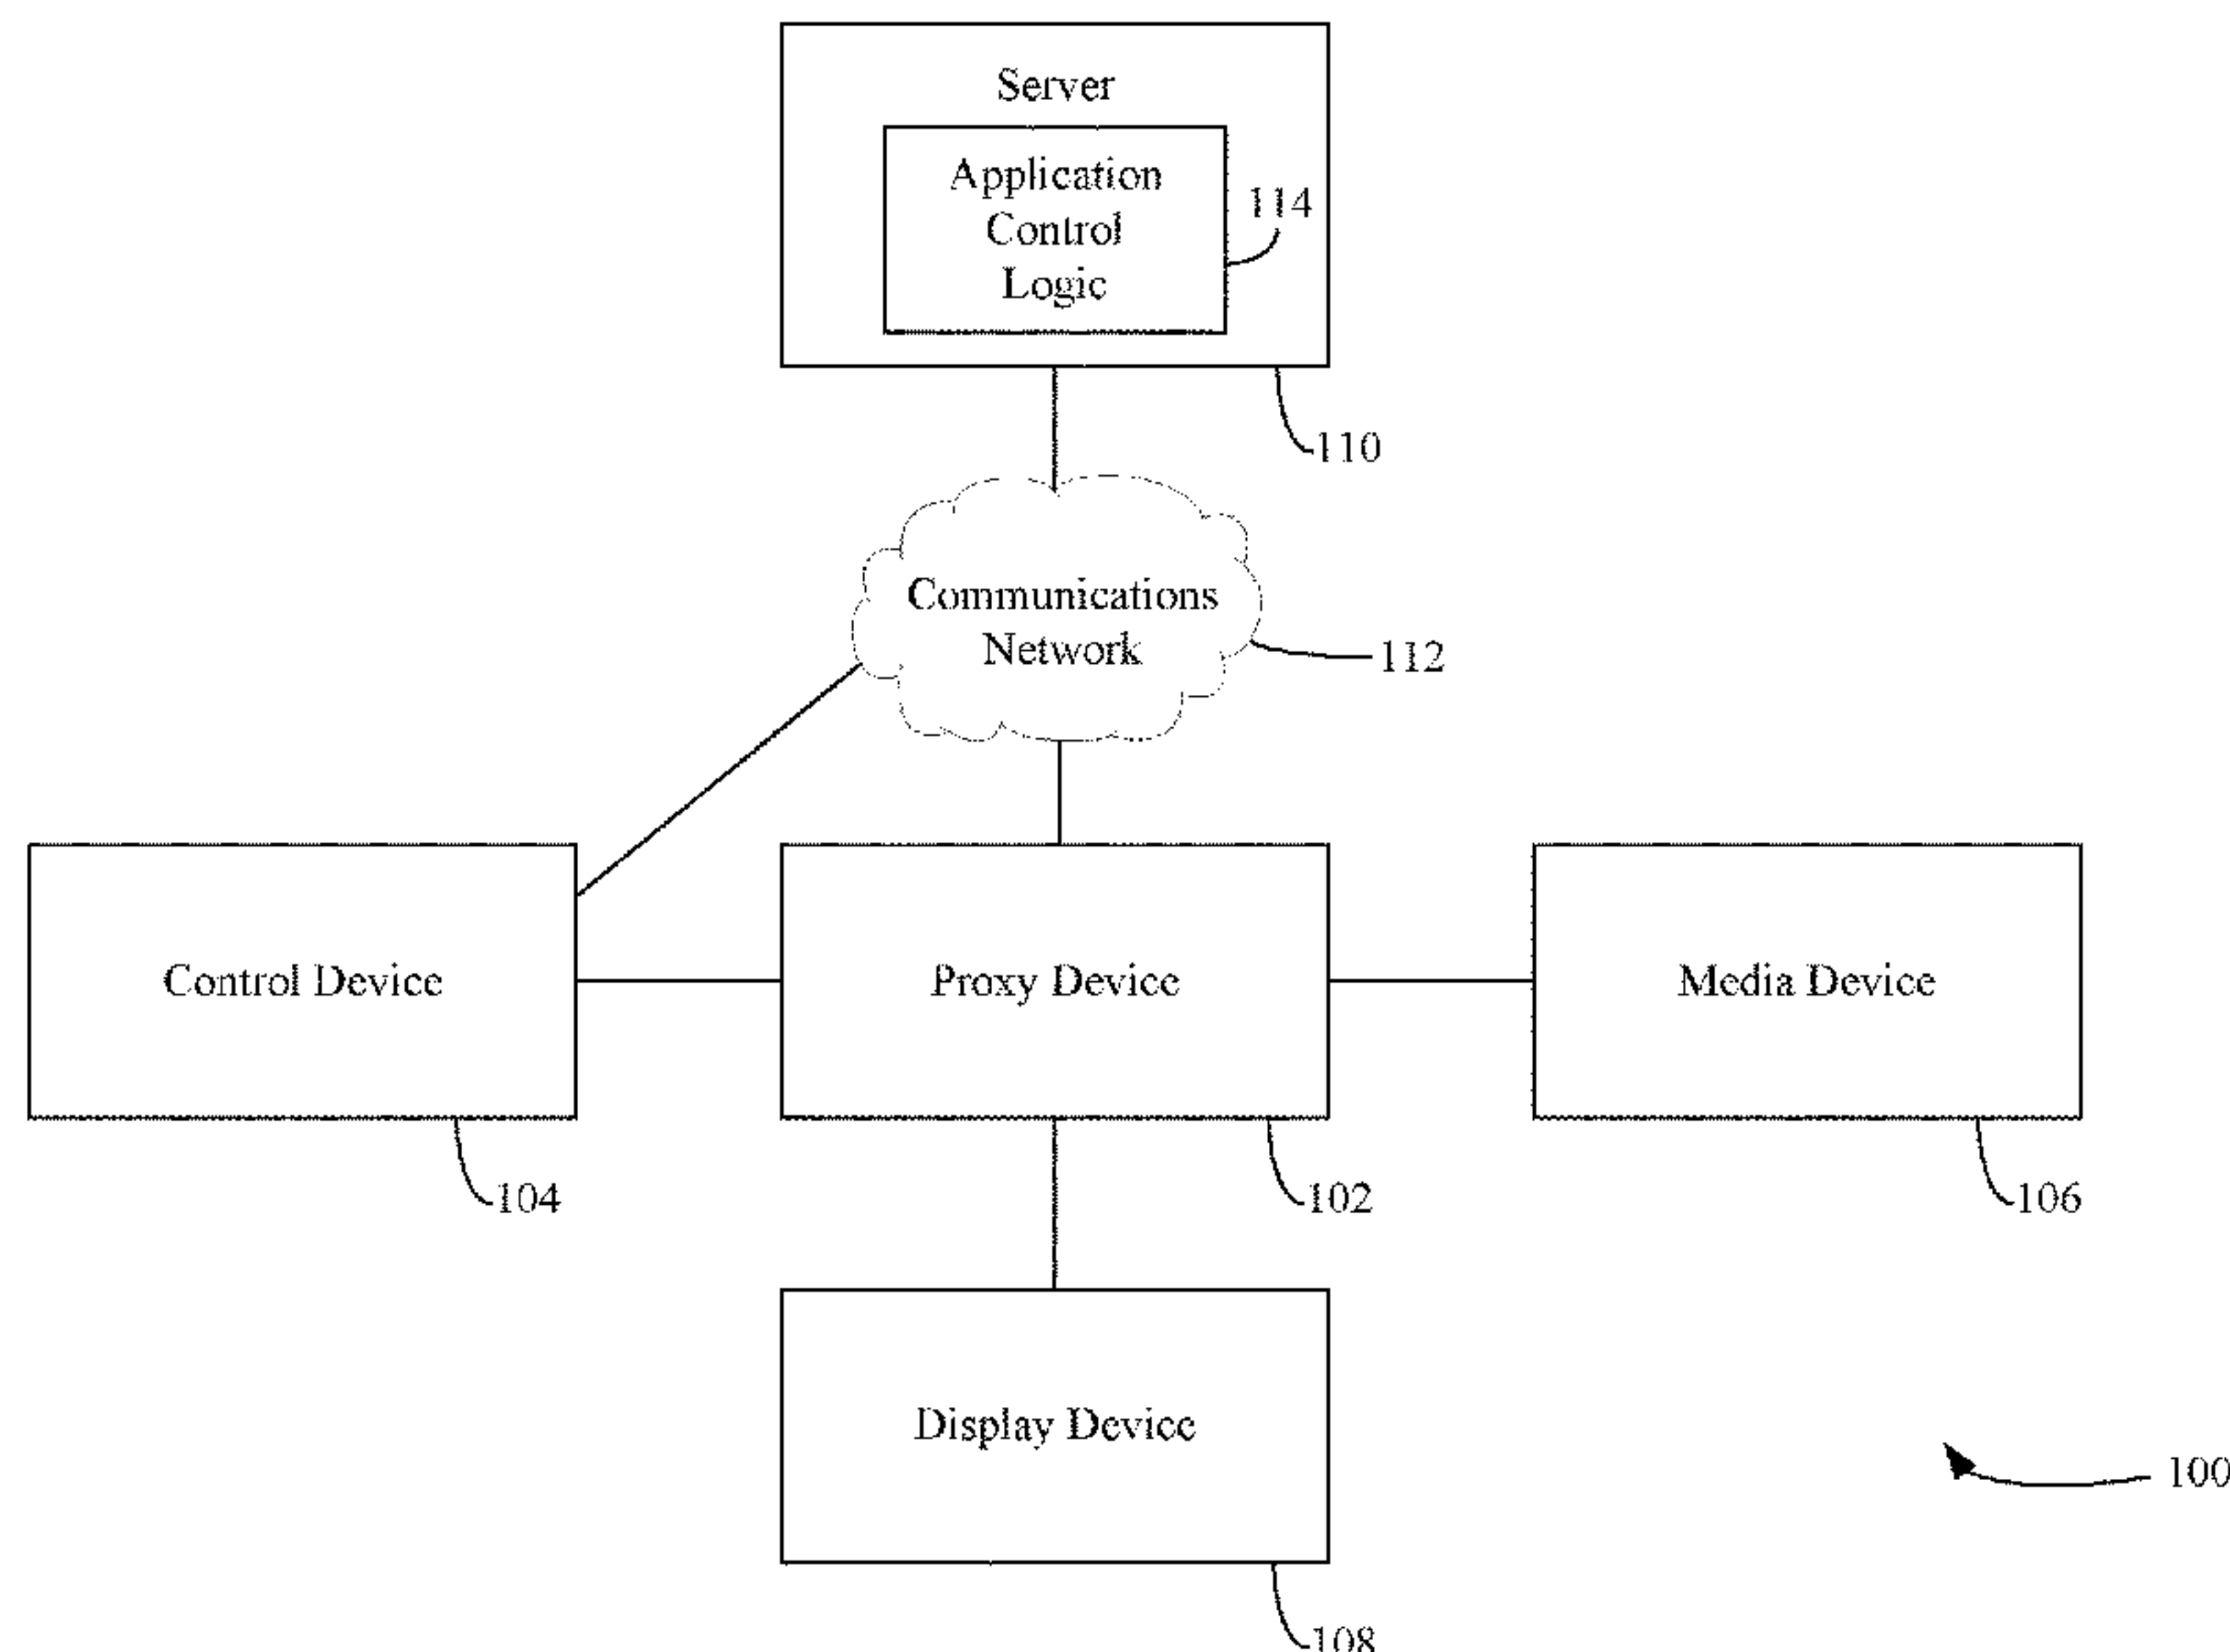 Server
Application
Control
Logic
114
110
Communications
Network
112
Control Device
Proxy Device
Media Device
104
102
106
Display Device
100
108